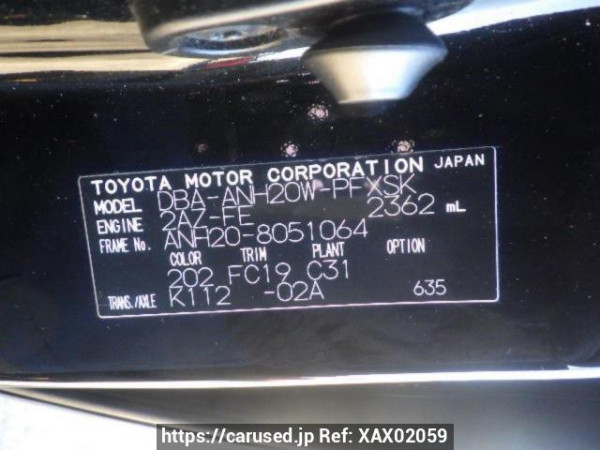 TOYOTA MOTOR CORPORATION JAPAN
MODEL DBA-ANH20W-PFXSK
ENGINE 2AZ-FE 2362 mL
FRAME No. ANH20-8051064
COLOR TRIM PLANT OPTION
202 FC19 C31
TRANS./AXLE K112 -02A 635
https://carused.jp Ref: XAX02059